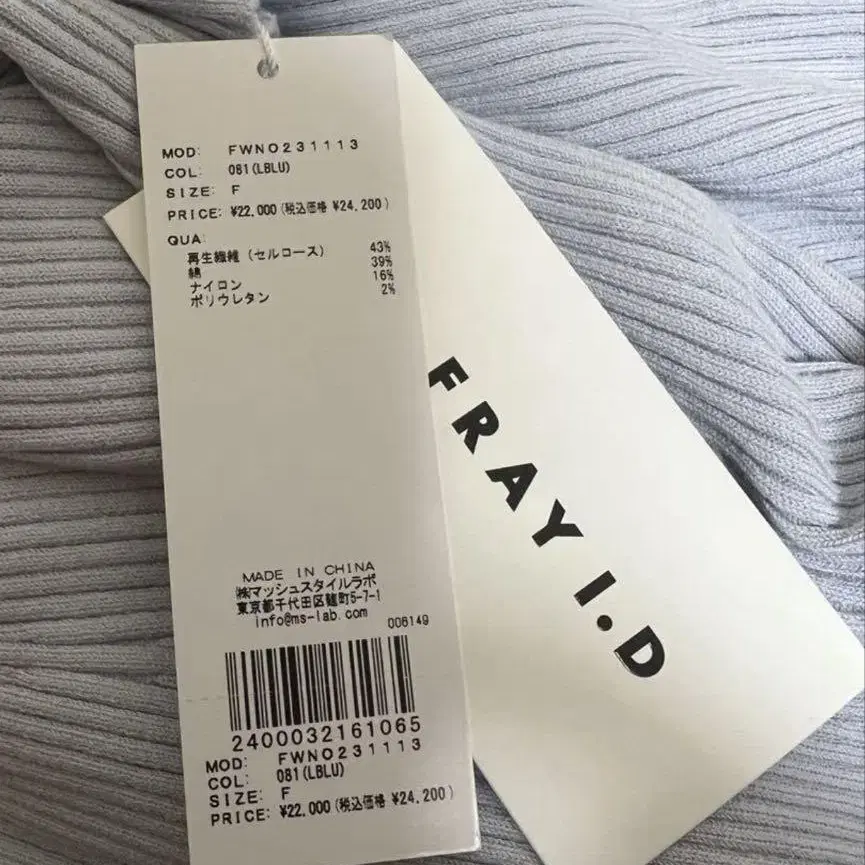 MOD: FWNO231113
COL: 081(LBLU)
SIZE: F
PRICE: ¥22,000(税込価格 ¥24,200)
QUA:
再生繊維(セルロース) 43%
綿 39%
ナイロン 16%
ポリウレタン 2%
MADE IN CHINA
㈱マッシュスタイルラボ
東京都千代田区麹町5-7-1
info@ms-lab.com
006149
2400032161065
MOD: FWNO231113
COL: 081(LBLU)
SIZE: F
PRICE: ¥22,000(税込価格 ¥24,200)
FRAY I.D